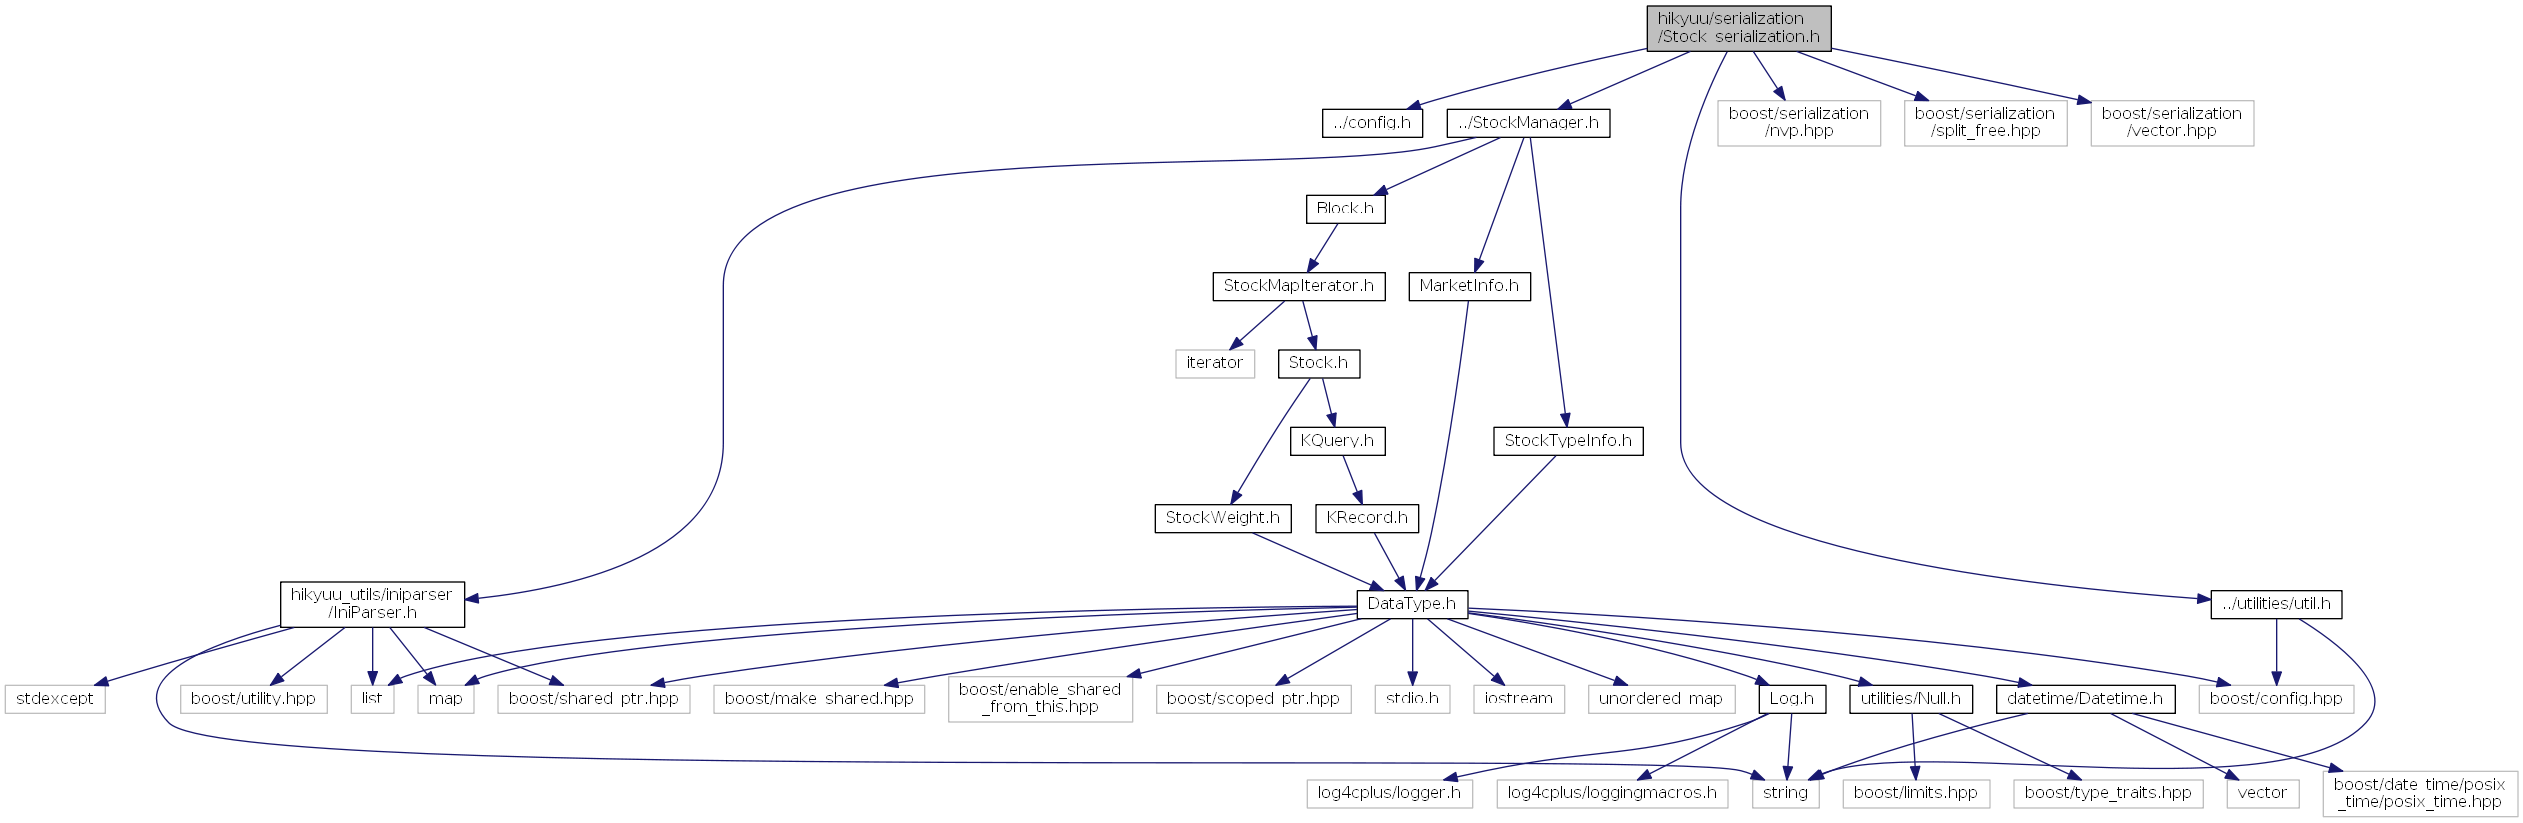 hikyuu/serialization
/Stock_serialization.h
../config.h
../StockManager.h
boost/serialization
/nvp.hpp
boost/serialization
/split_free.hpp
boost/serialization
/vector.hpp
Block.h
StockMapIterator.h
MarketInfo.h
iterator
Stock.h
KQuery.h
StockTypeInfo.h
StockWeight.h
KRecord.h
hikyuu_utils/iniparser
/IniParser.h
DataType.h
../utilities/util.h
stdexcept
boost/utility.hpp
list
map
boost/shared_ptr.hpp
boost/make_shared.hpp
boost/enable_shared
_from_this.hpp
boost/scoped_ptr.hpp
stdio.h
iostream
unordered_map
Log.h
utilities/Null.h
datetime/Datetime.h
boost/config.hpp
log4cplus/logger.h
log4cplus/loggingmacros.h
string
boost/limits.hpp
boost/type_traits.hpp
vector
boost/date_time/posix
_time/posix_time.hpp